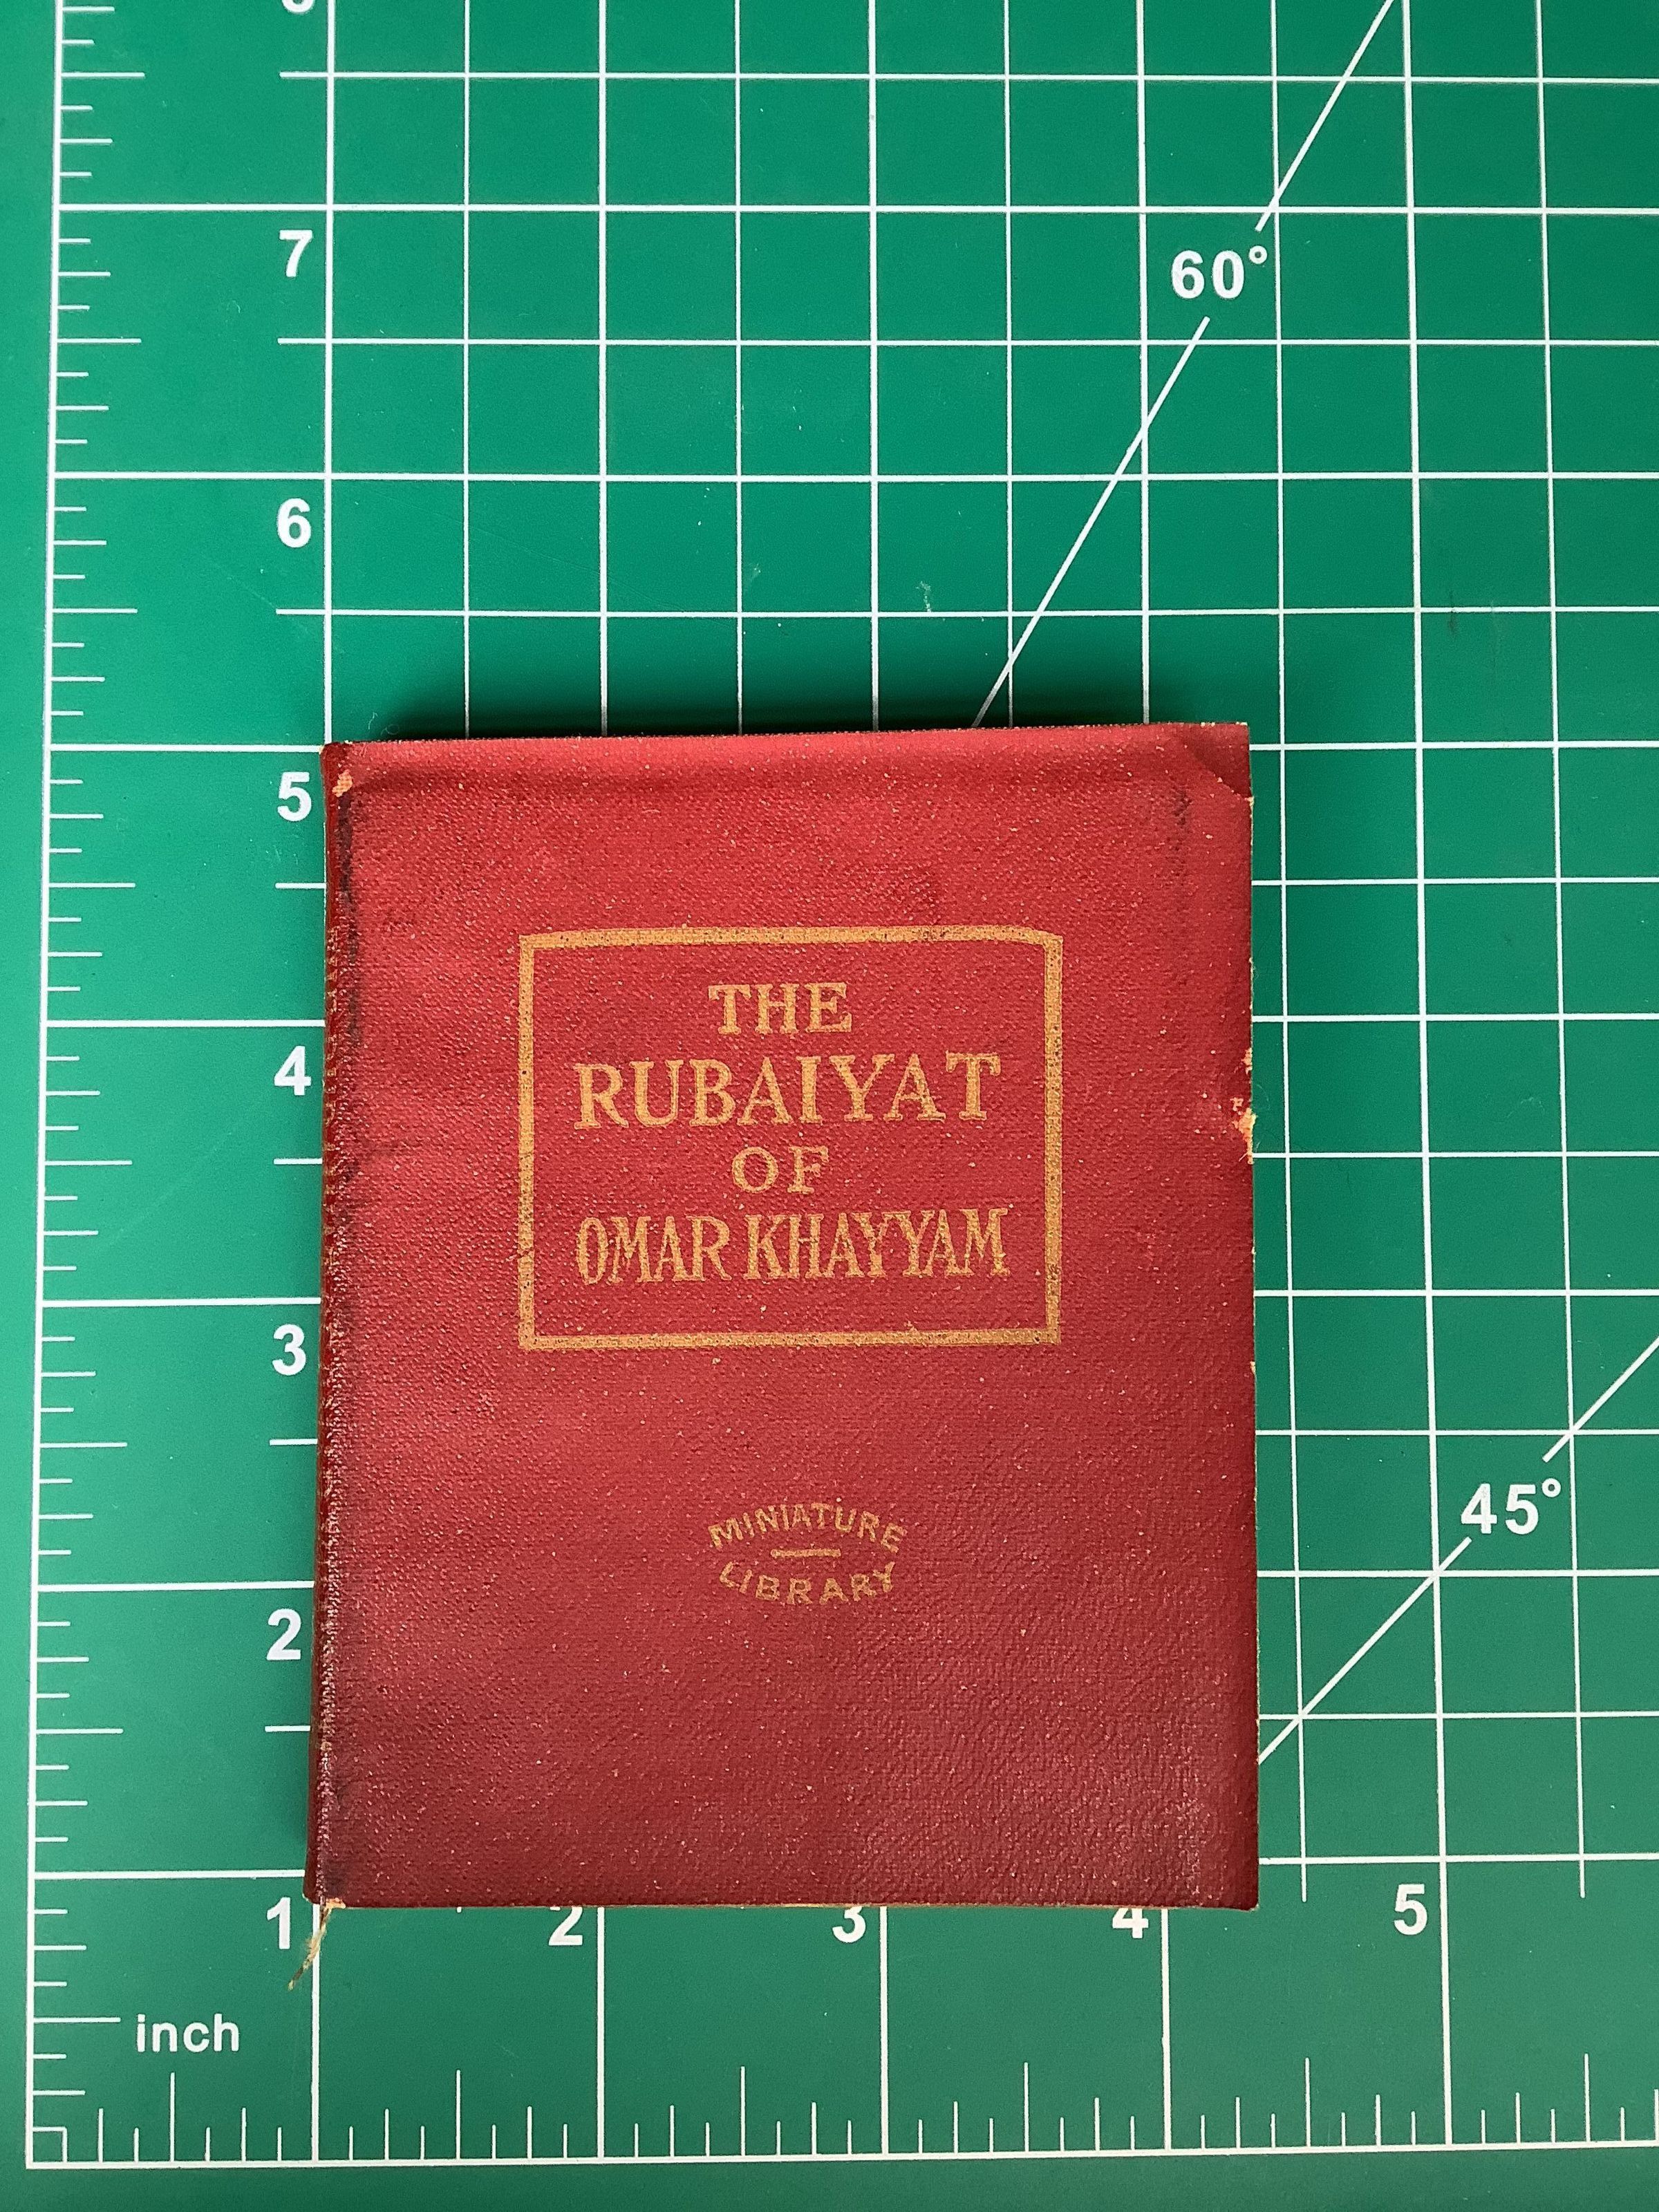 7
60°
6
5
THE
RUBAIYAT
OF
OMAR KHAYYAM
4
3
45°
MINIATURE
LIBRARY
2
1
2
3
4
5
inch